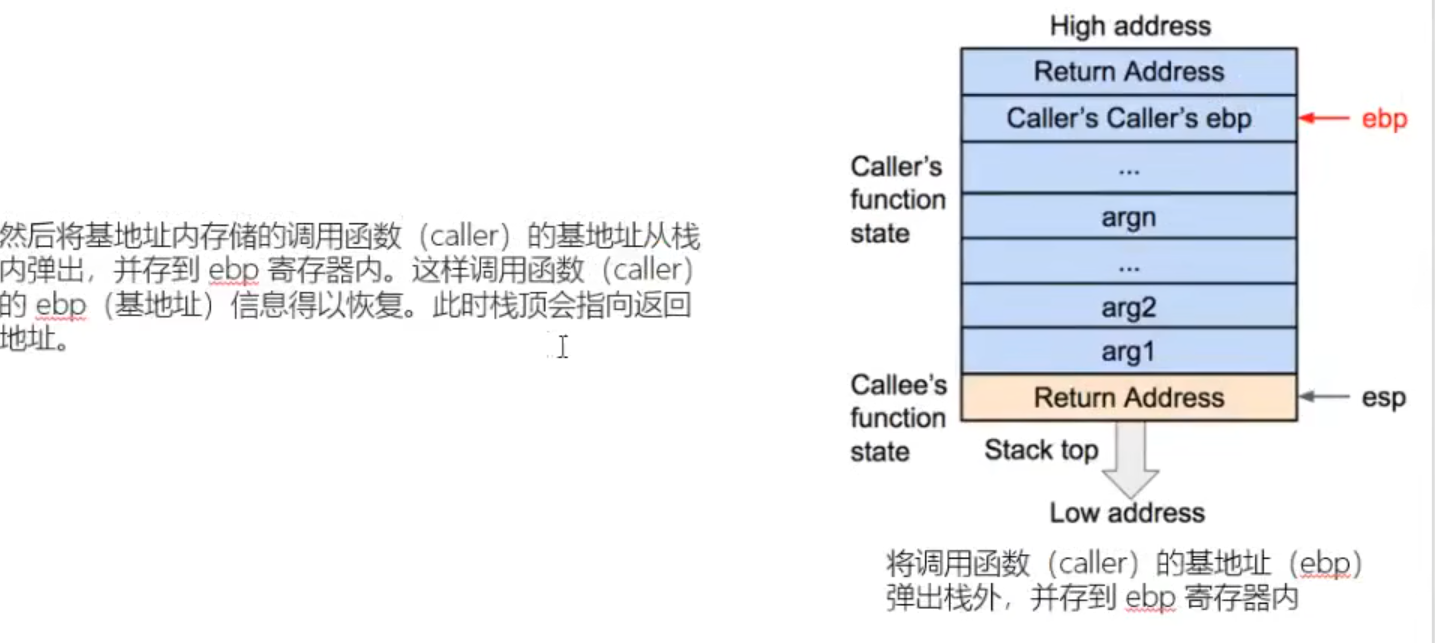 然后将基地址内存储的调用函数（caller）的基地址从栈
内弹出，并存到 ebp 寄存器内。这样调用函数（caller）
的 ebp（基地址）信息得以恢复。此时栈顶会指向返回
地址。
High address
Return Address
Caller's Caller's ebp
ebp
...
Caller's
function
state
argn
...
arg2
arg1
Callee's
function
state
Return Address
esp
Stack top
Low address
将调用函数（caller）的基地址（ebp）
弹出栈外，并存到 ebp 寄存器内